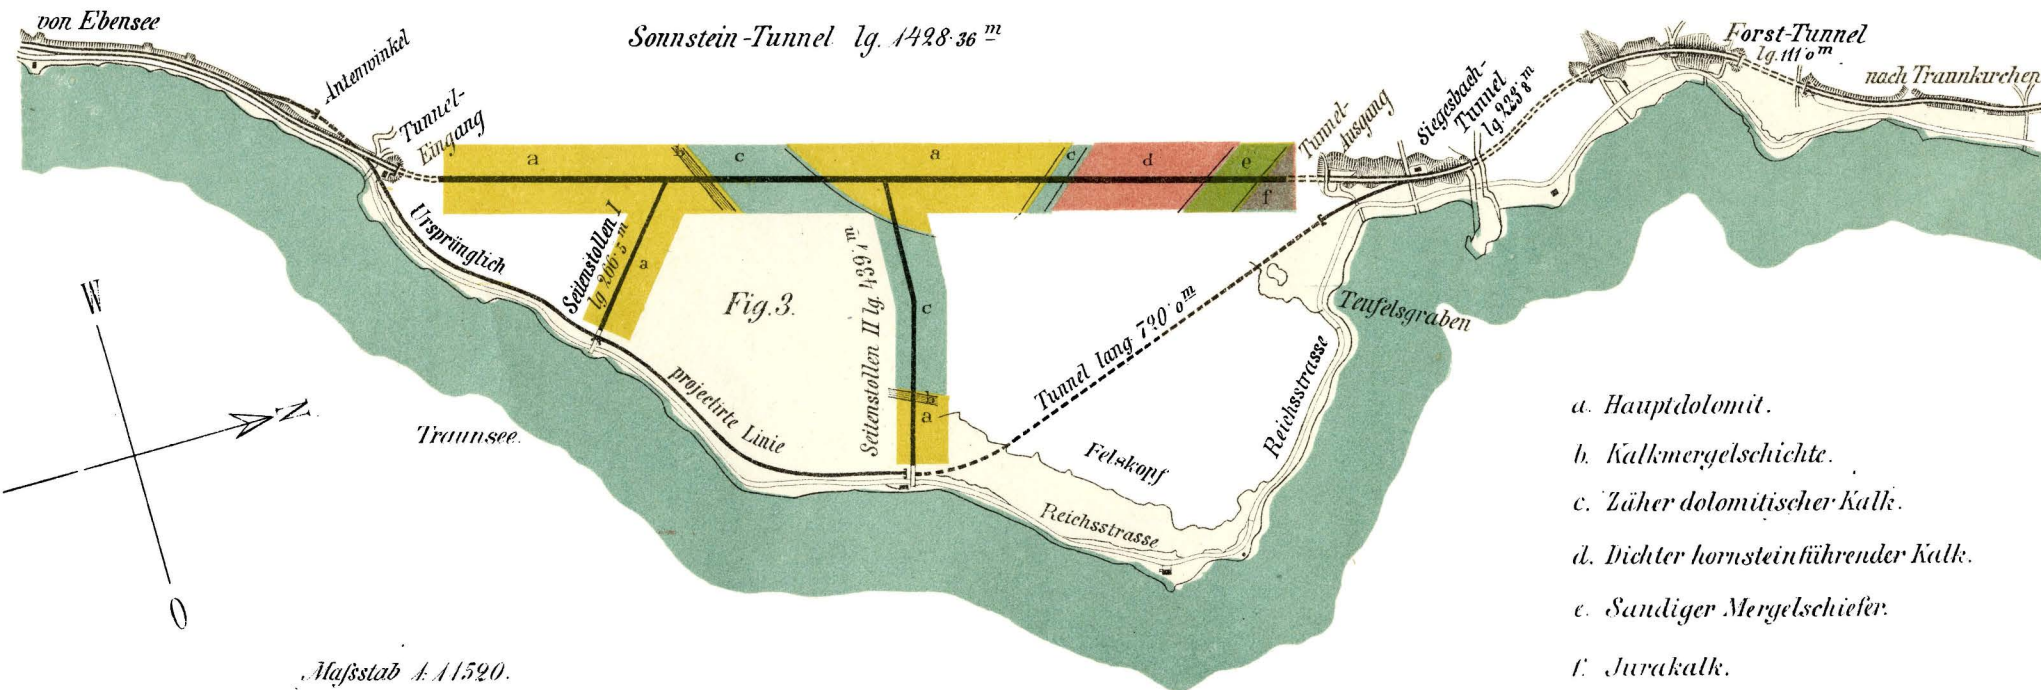 von Ebensee
Sonnstein-Tunnel lg. 1428·36 m
Forst-Tunnel
lg. 111·0 m
nach Traunkirchen
Antenwinkel
Tunnel-
Eingang
Tunnel-
Ausgang
Siegesbach-
Tunnel
lg. 225·8 m
a
b
c
a
c
d
e
f
Ursprünglich
projectirte Linie
Seitenstollen I
lg 266·5 m
a
Fig. 3.
Seitenstollen II lg. 439·1 m
c
b
a
Tunnel lang 720·0 m
Teufelsgraben
Reichsstrasse
Felskopf
Reichsstrasse
Traunsee.
W
N
O
Maſsstab 1:11520.
a. Hauptdolomit.
b. Kalkmergelschichte.
c. Zäher dolomitischer Kalk.
d. Dichter hornsteinführender Kalk.
e. Sandiger Mergelschiefer.
f. Jurakalk.